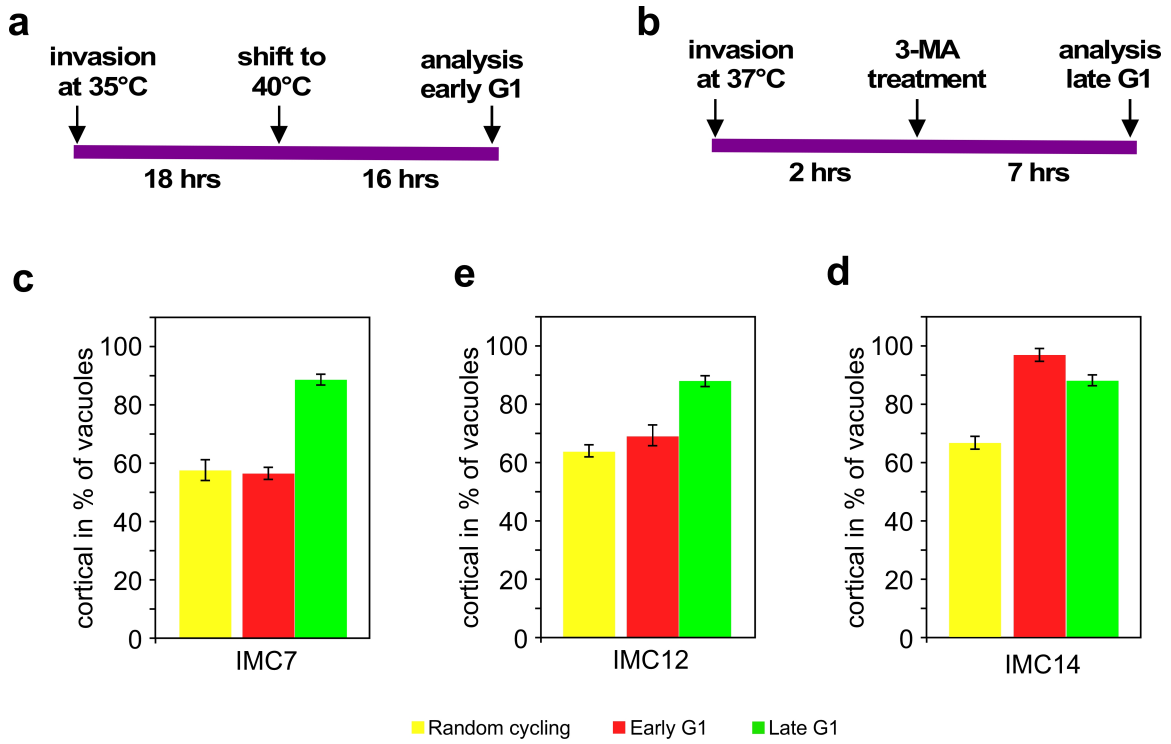 a
invasion
at 35°C
shift to
40°C
analysis
early G1
18 hrs
16 hrs
b
invasion
at 37°C
3-MA
treatment
analysis
late G1
2 hrs
7 hrs
c
cortical in % of vacuoles
100
80
60
40
20
0
IMC7
e
cortical in % of vacuoles
100
80
60
40
20
0
IMC12
d
cortical in % of vacuoles
100
80
60
40
20
0
IMC14
Random cycling
Early G1
Late G1